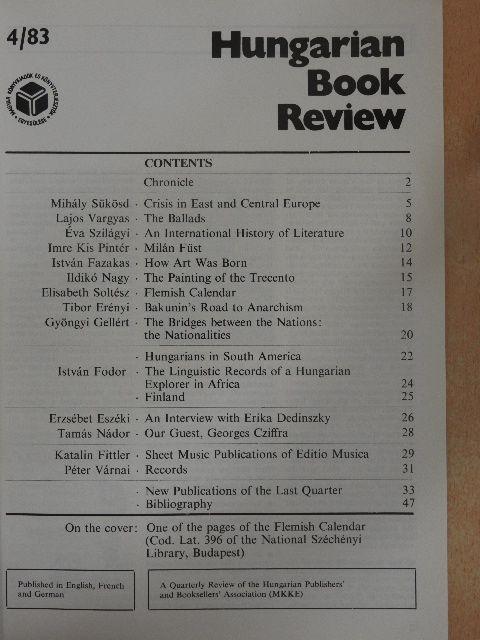 4/83
Hungarian
Book
Review
MAGYAR KÖNYVKIADÓK ÉS KÖNYVTERJESZTŐK
EGYESÜLÉSE
CONTENTS
Chronicle 2
Mihály Sükösd · Crisis in East and Central Europe 5
Lajos Vargyas · The Ballads 8
Éva Szilágyi · An International History of Literature 10
Imre Kis Pintér · Milán Füst 12
István Fazakas · How Art Was Born 14
Ildikó Nagy · The Painting of the Trecento 15
Elisabeth Soltész · Flemish Calendar 17
Tibor Erényi · Bakunin's Road to Anarchism 18
Gyöngyi Gellért · The Bridges between the Nations:
the Nationalities 20
· Hungarians in South America 22
István Fodor · The Linguistic Records of a Hungarian
Explorer in Africa 24
· Finland 25
Erzsébet Eszéki · An Interview with Erika Dedinszky 26
Tamás Nádor · Our Guest, Georges Cziffra 28
Katalin Fittler · Sheet Music Publications of Editio Musica 29
Péter Várnai · Records 31
· New Publications of the Last Quarter 33
· Bibliography 47
On the cover: One of the pages of the Flemish Calendar
(Cod. Lat. 396 of the National Széchényi
Library, Budapest)
Published in English, French
and German
A Quarterly Review of the Hungarian Publishers'
and Booksellers' Association (MKKE)